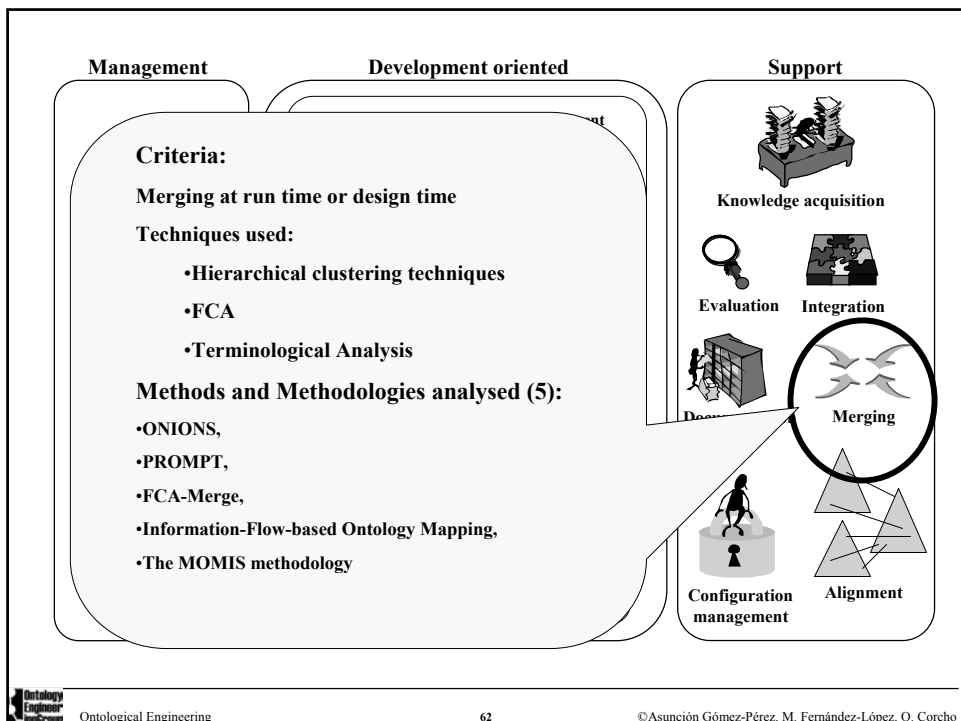 Management
Development oriented
Support
Criteria:
Merging at run time or design time
Techniques used:
•Hierarchical clustering techniques
•FCA
•Terminological Analysis
Methods and Methodologies analysed (5):
•ONIONS,
•PROMPT,
•FCA-Merge,
•Information-Flow-based Ontology Mapping,
•The MOMIS methodology
Knowledge acquisition
Evaluation
Integration
Merging
Configuration
management
Alignment
Ontology
Engineer
Ontological Engineering
62
©Asunción Gómez-Pérez, M. Fernández-López, O. Corcho